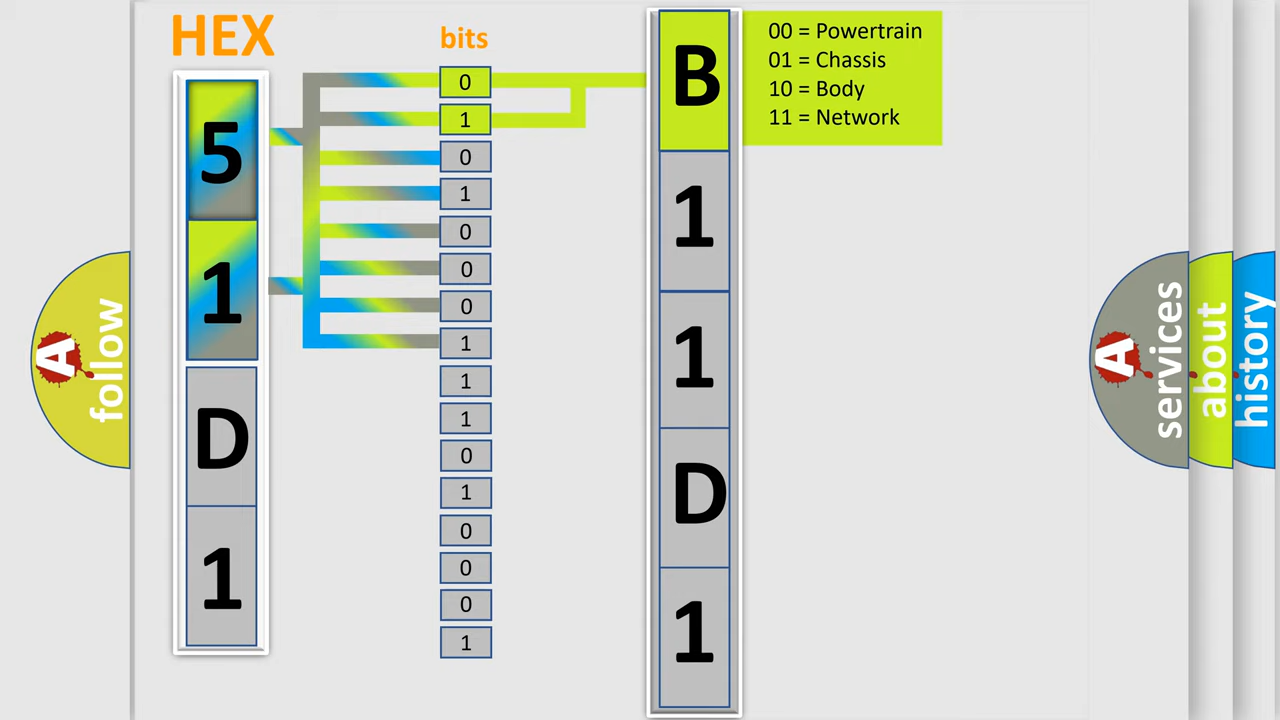 HEX
bits
5
1
D
1
0
1
0
1
0
0
0
1
1
1
0
1
0
0
0
1
B
1
1
D
1
00 = Powertrain
01 = Chassis
10 = Body
11 = Network
A follow
A services
about
history